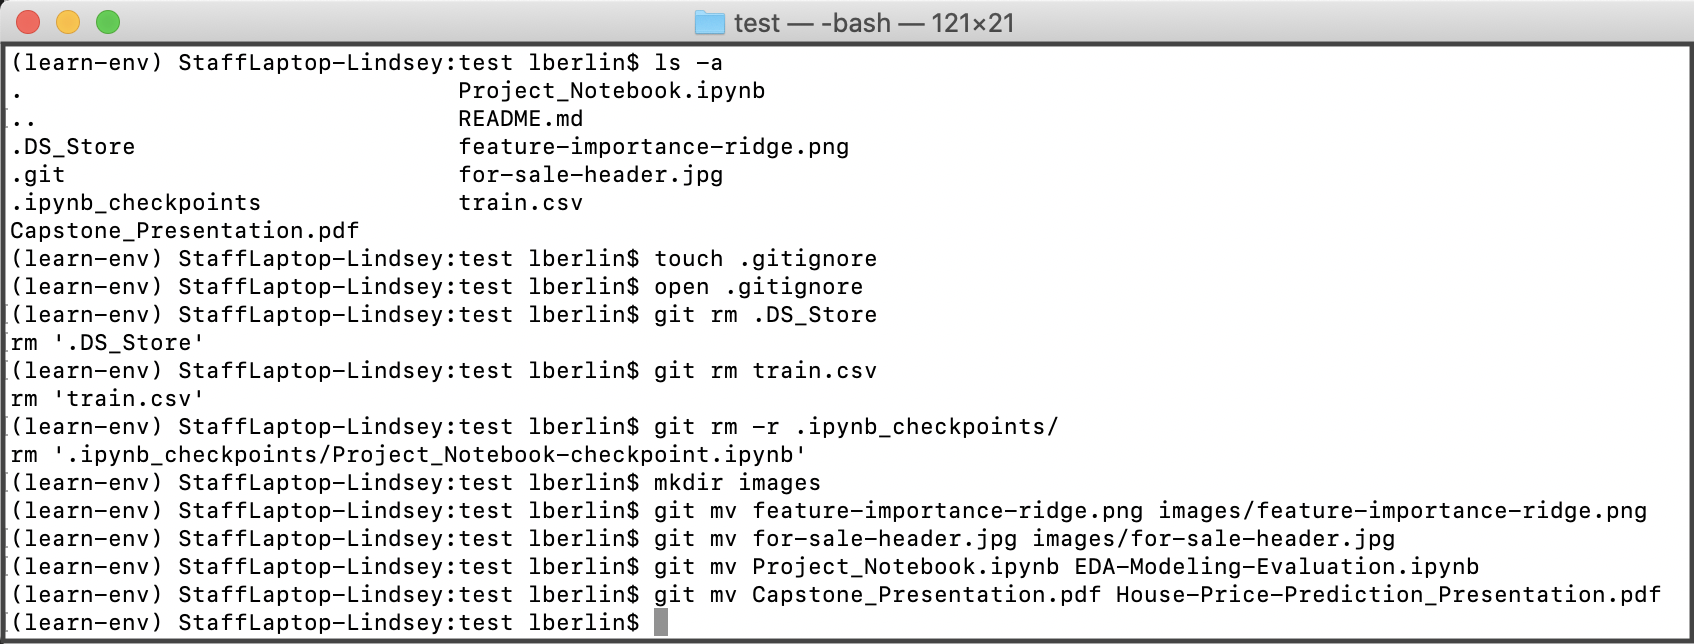 test — -bash — 121×21
(learn-env) StaffLaptop-Lindsey:test lberlin$ ls -a
. Project_Notebook.ipynb
.. README.md
.DS_Store feature-importance-ridge.png
.git for-sale-header.jpg
.ipynb_checkpoints train.csv
Capstone_Presentation.pdf
(learn-env) StaffLaptop-Lindsey:test lberlin$ touch .gitignore
(learn-env) StaffLaptop-Lindsey:test lberlin$ open .gitignore
(learn-env) StaffLaptop-Lindsey:test lberlin$ git rm .DS_Store
rm '.DS_Store'
(learn-env) StaffLaptop-Lindsey:test lberlin$ git rm train.csv
rm 'train.csv'
(learn-env) StaffLaptop-Lindsey:test lberlin$ git rm -r .ipynb_checkpoints/
rm '.ipynb_checkpoints/Project_Notebook-checkpoint.ipynb'
(learn-env) StaffLaptop-Lindsey:test lberlin$ mkdir images
(learn-env) StaffLaptop-Lindsey:test lberlin$ git mv feature-importance-ridge.png images/feature-importance-ridge.png
(learn-env) StaffLaptop-Lindsey:test lberlin$ git mv for-sale-header.jpg images/for-sale-header.jpg
(learn-env) StaffLaptop-Lindsey:test lberlin$ git mv Project_Notebook.ipynb EDA-Modeling-Evaluation.ipynb
(learn-env) StaffLaptop-Lindsey:test lberlin$ git mv Capstone_Presentation.pdf House-Price-Prediction_Presentation.pdf
(learn-env) StaffLaptop-Lindsey:test lberlin$